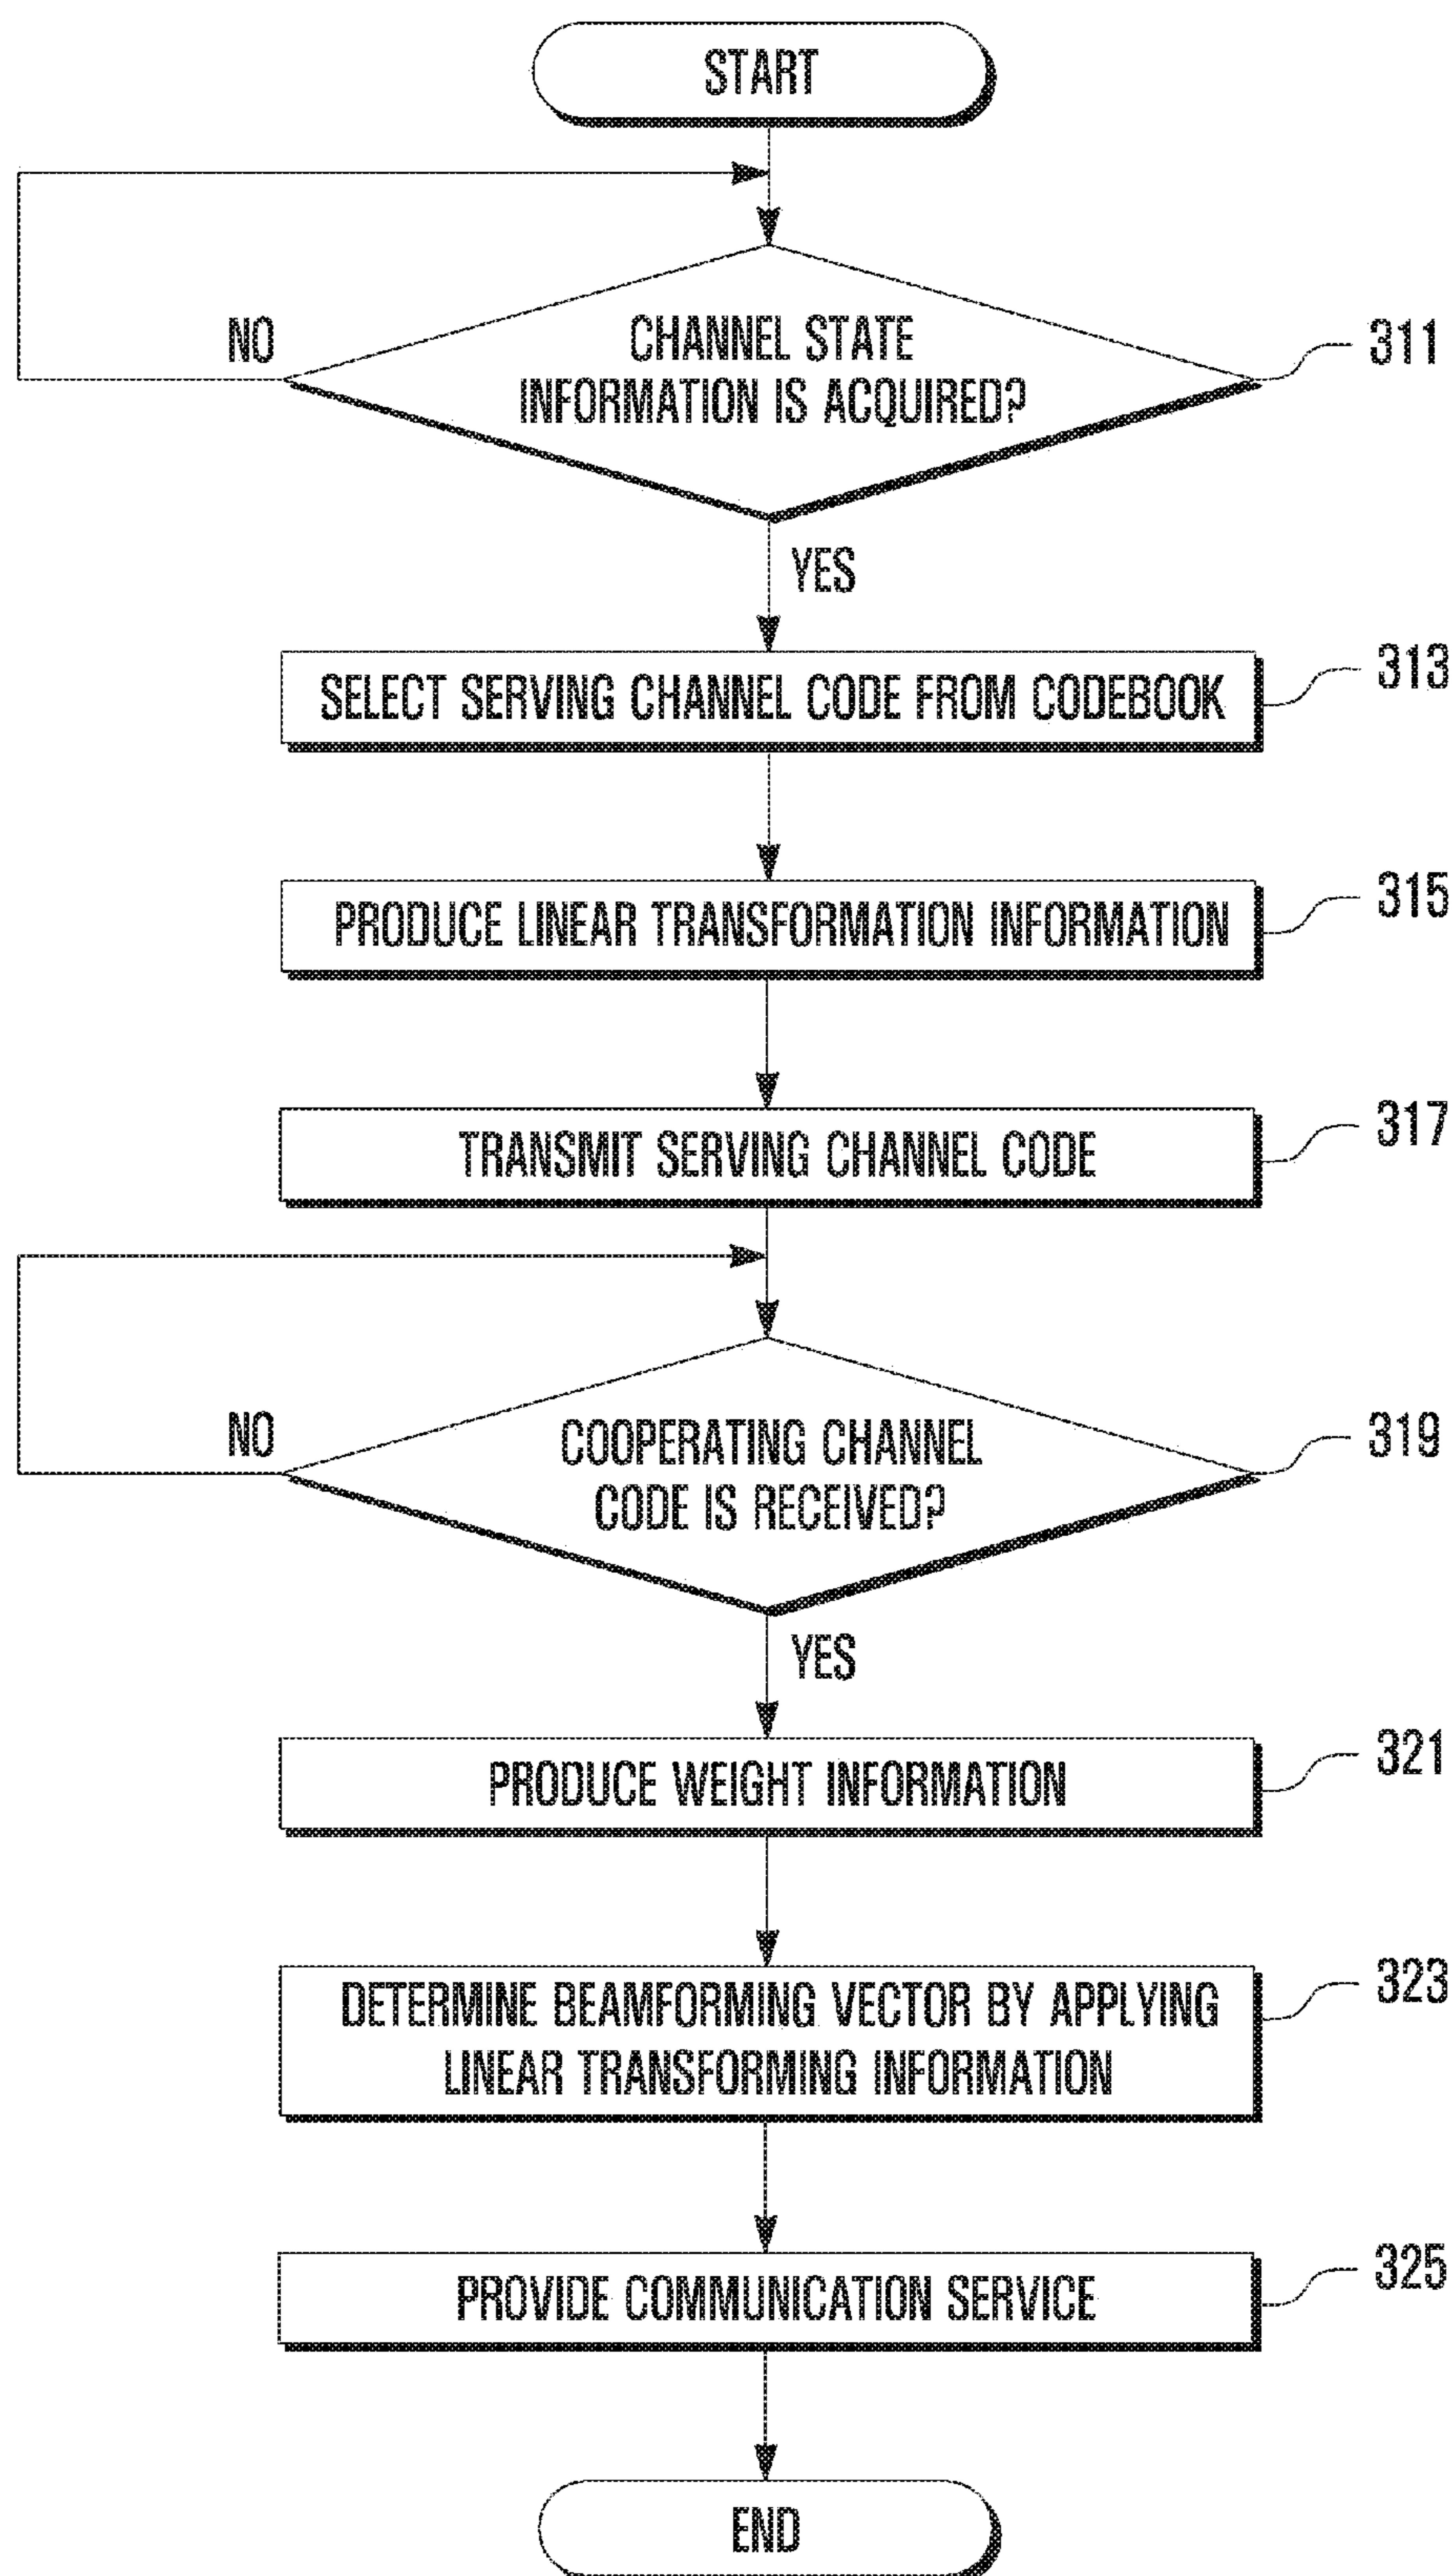 START
NO
CHANNEL STATE
INFORMATION IS ACQUIRED?
311
YES
SELECT SERVING CHANNEL CODE FROM CODEBOOK
313
PRODUCE LINEAR TRANSFORMATION INFORMATION
315
TRANSMIT SERVING CHANNEL CODE
317
NO
COOPERATING CHANNEL
CODE IS RECEIVED?
319
YES
PRODUCE WEIGHT INFORMATION
321
DETERMINE BEAMFORMING VECTOR BY APPLYING
LINEAR TRANSFORMING INFORMATION
323
PROVIDE COMMUNICATION SERVICE
325
END